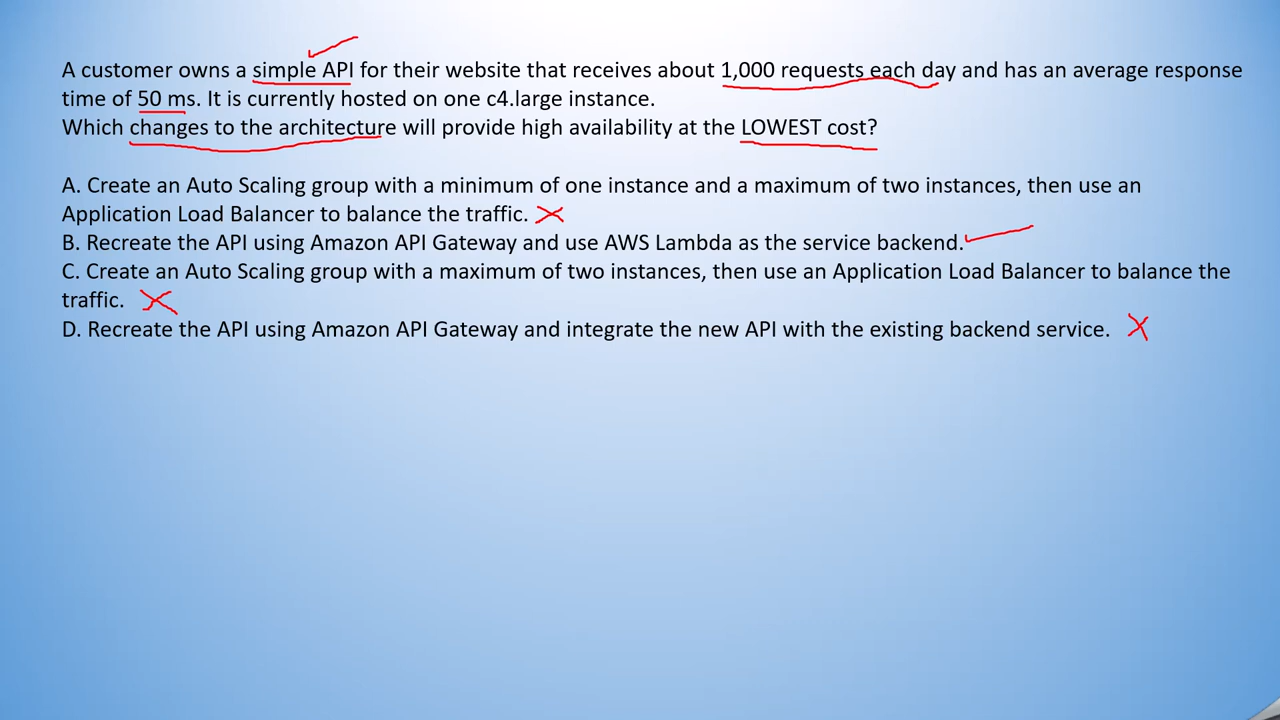 A customer owns a simple API for their website that receives about 1,000 requests each day and has an average response
time of 50 ms. It is currently hosted on one c4.large instance.
Which changes to the architecture will provide high availability at the LOWEST cost?
A. Create an Auto Scaling group with a minimum of one instance and a maximum of two instances, then use an
Application Load Balancer to balance the traffic.
B. Recreate the API using Amazon API Gateway and use AWS Lambda as the service backend.
C. Create an Auto Scaling group with a maximum of two instances, then use an Application Load Balancer to balance the
traffic.
D. Recreate the API using Amazon API Gateway and integrate the new API with the existing backend service.